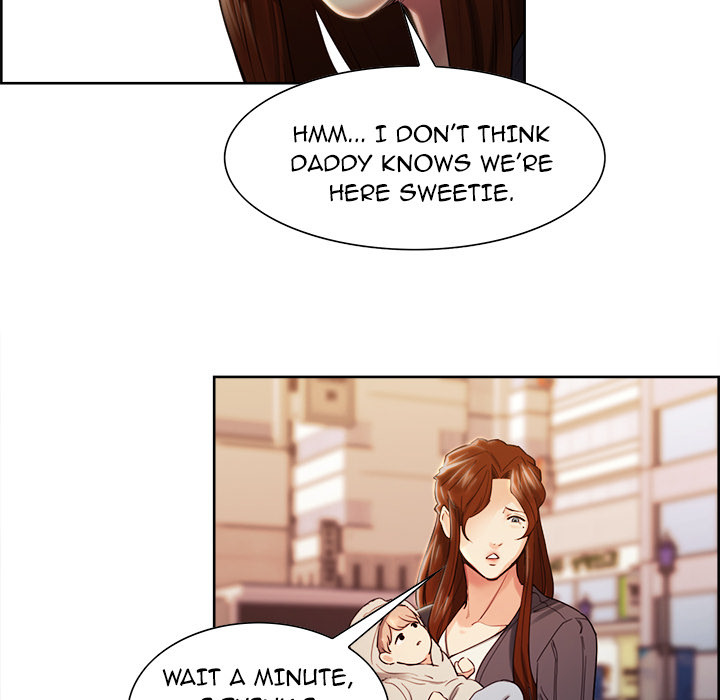 HMM... I DON'T THINK
DADDY KNOWS WE'RE
HERE SWEETIE.
WAIT A MINUTE,